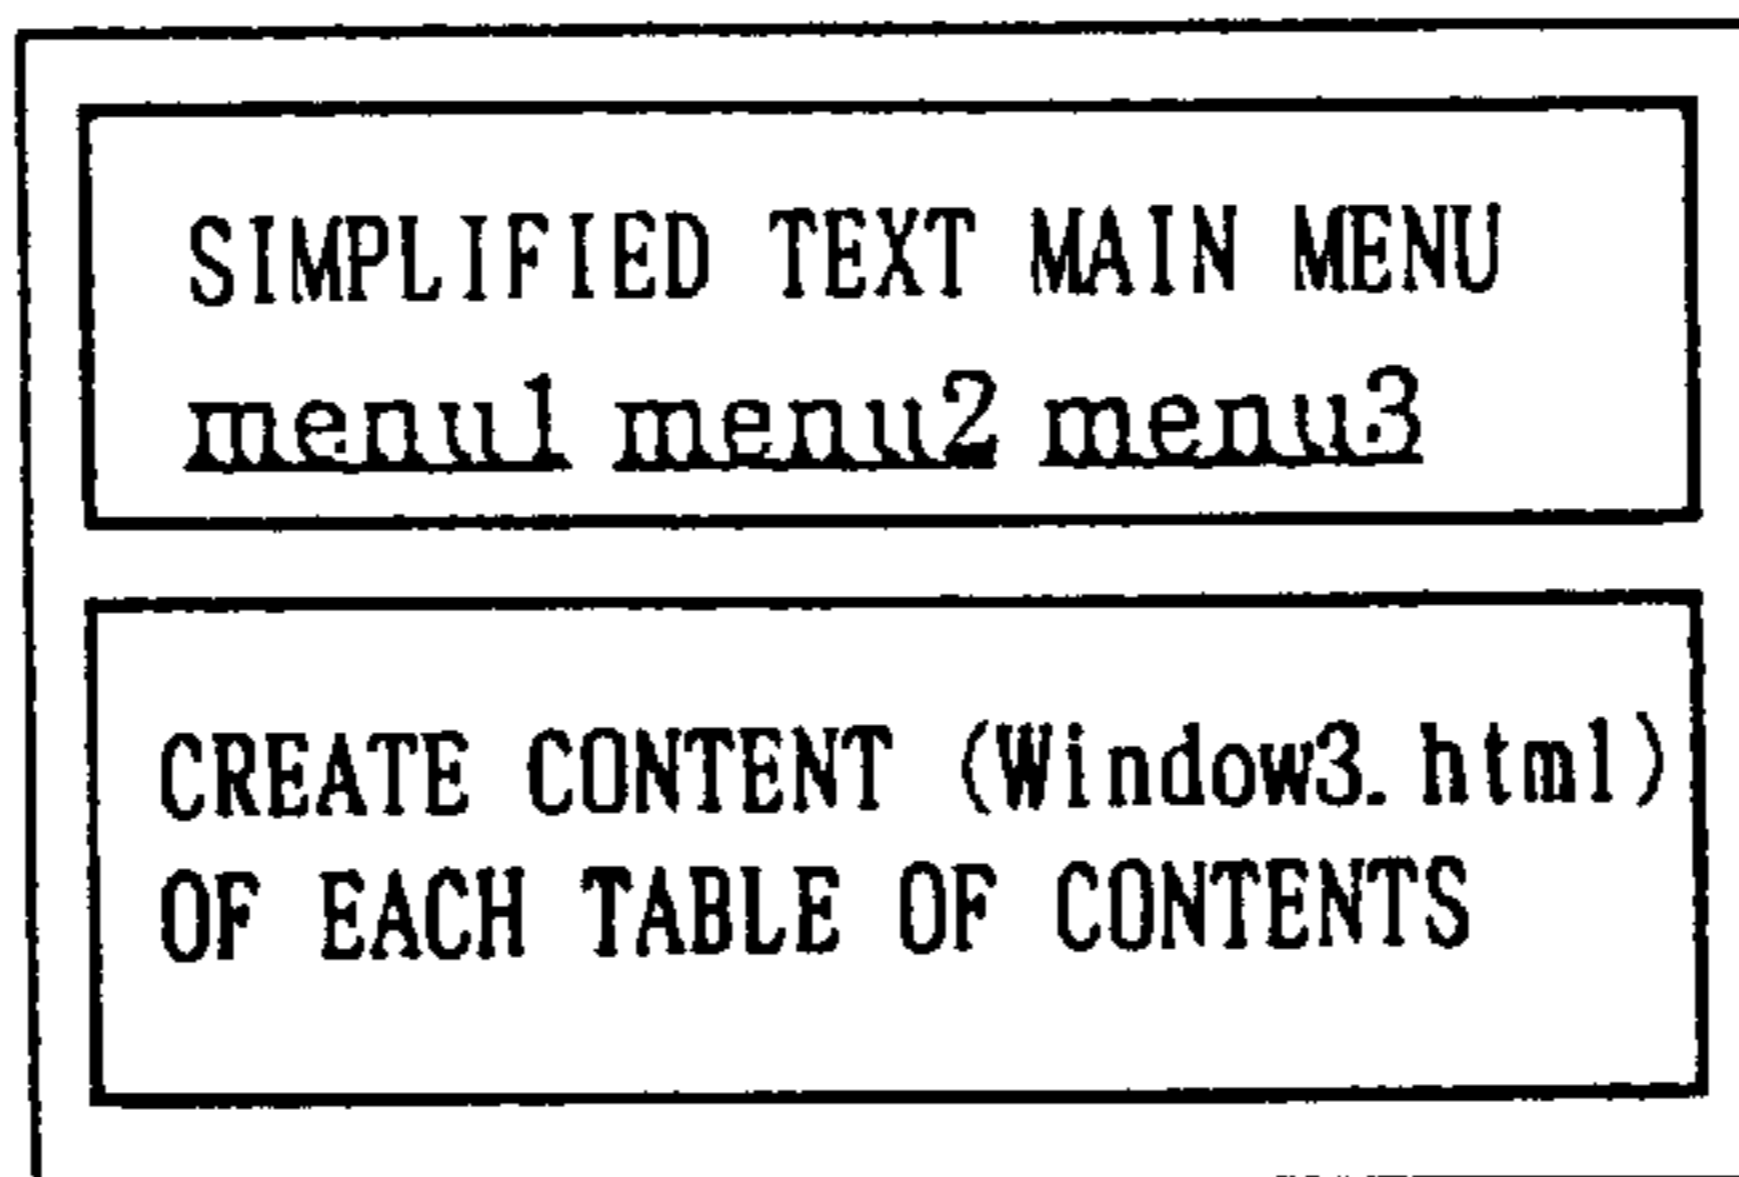 SIMPLIFIED TEXT MAIN MENU
menu1 menu2 menu3
CREATE CONTENT (Window3.html)
OF EACH TABLE OF CONTENTS